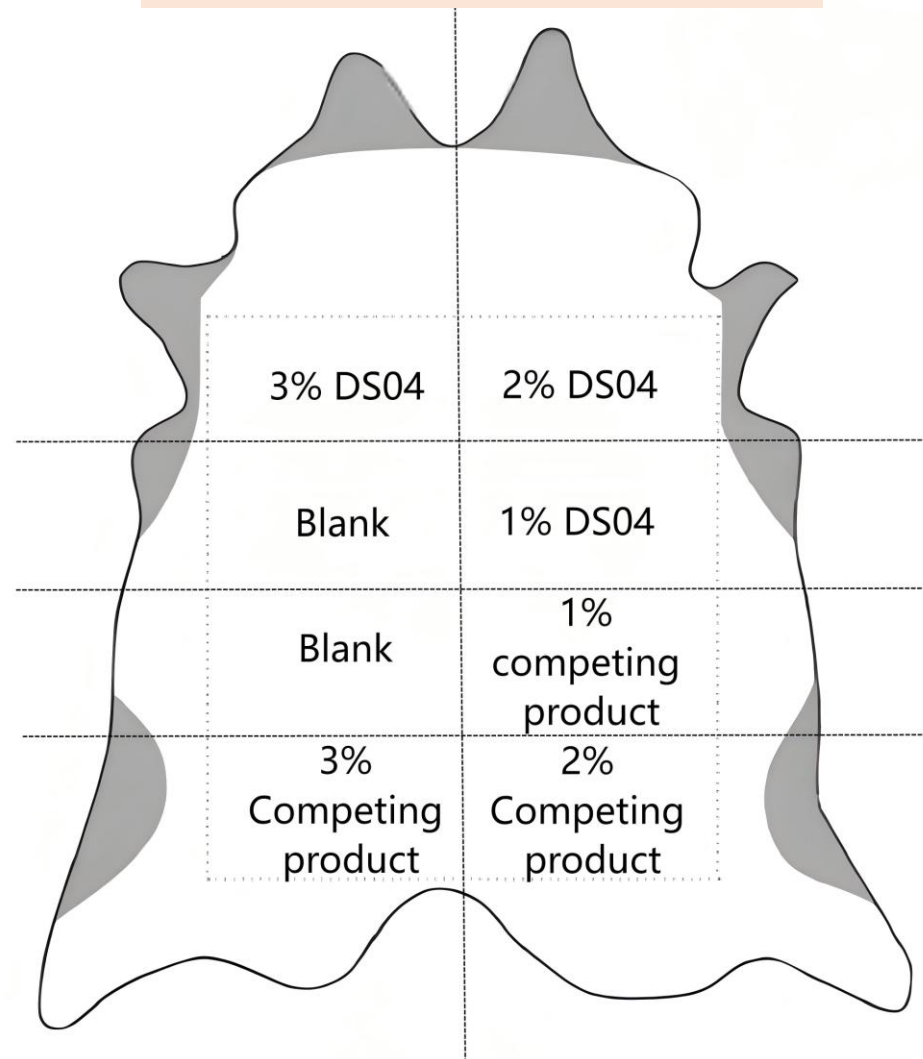 3% DS04
2% DS04
Blank
1% DS04
Blank
1%
competing
product
3%
Competing
product
2%
Competing
product